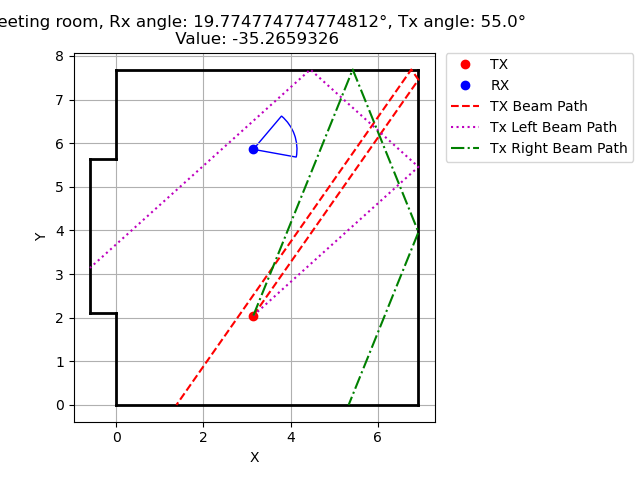 eeting room, Rx angle: 19.774774774774812°, Tx angle: 55.0°
Value: -35.2659326
TX
RX
TX Beam Path
Tx Left Beam Path
Tx Right Beam Path
8
7
6
5
4
3
2
1
0
Y
0 2 4 6
X